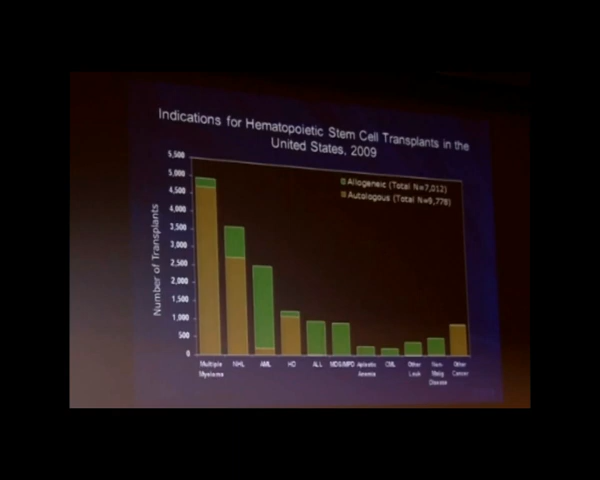 Indications for Hematopoietic Stem Cell Transplants in the
United States, 2009
Number of Transplants
5,500
5,000
4,500
4,000
3,500
3,000
2,500
2,000
1,500
1,000
500
0
Allogeneic (Total N=7,012)
Autologous (Total N=9,778)
Multiple
Myeloma
NHL
AML
HD
ALL
MDS/MPD
Aplastic
Anemia
CML
Other
Leuk
Non-
Malig
Disease
Other
Cancer